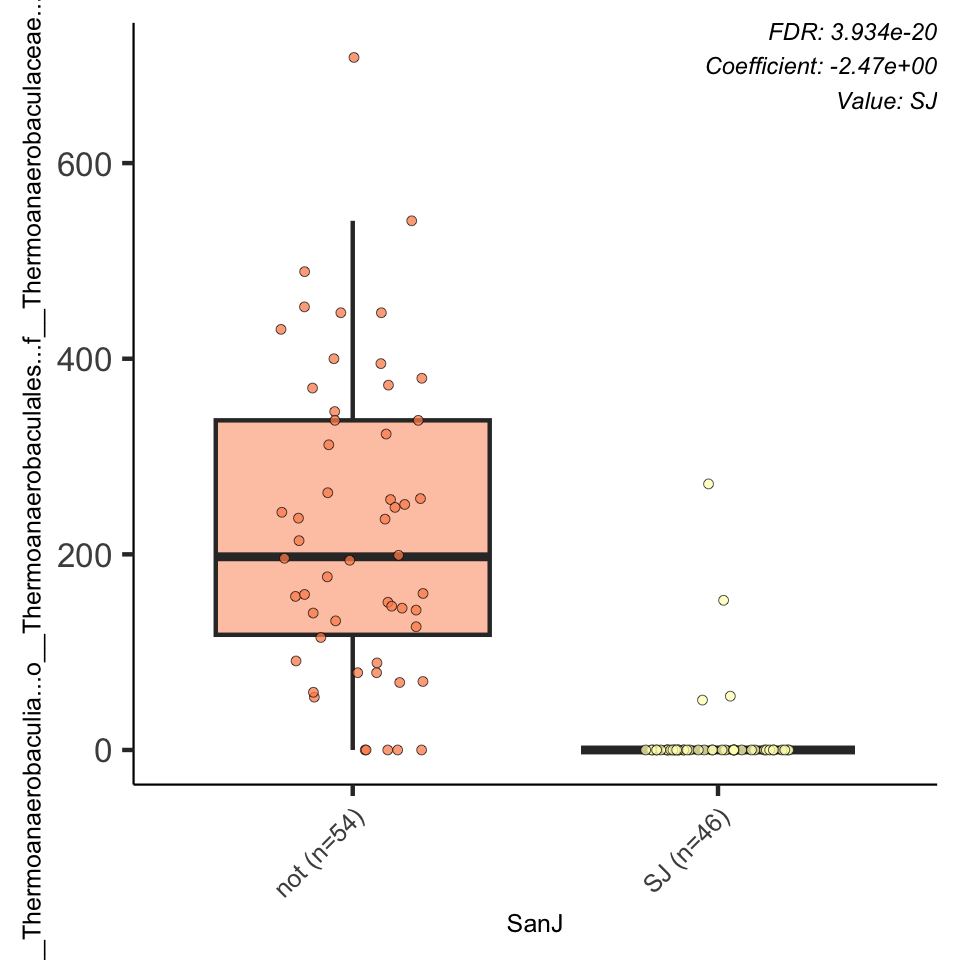 FDR: 3.934e-20
Coefficient: -2.47e+00
Value: SJ
__Thermoanaerobaculia...o__Thermoanaerobaculales...f__Thermoanaerobaculaceae...
600
400
200
0
not (n=54)
SJ (n=46)
SanJ